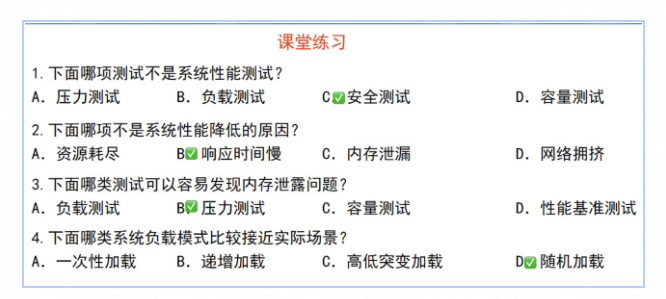 课堂练习
1.下面哪项测试不是系统性能测试?
A. 压力测试 B. 负载测试 C✅安全测试 D. 容量测试
2.下面哪项不是系统性能降低的原因?
A. 资源耗尽 B✅响应时间慢 C. 内存泄漏 D. 网络拥挤
3.下面哪类测试可以容易发现内存泄露问题?
A. 负载测试 B✅压力测试 C. 容量测试 D. 性能基准测试
4.下面哪类系统负载模式比较接近实际场景?
A. 一次性加载 B. 递增加载 C. 高低突变加载 D✅随机加载